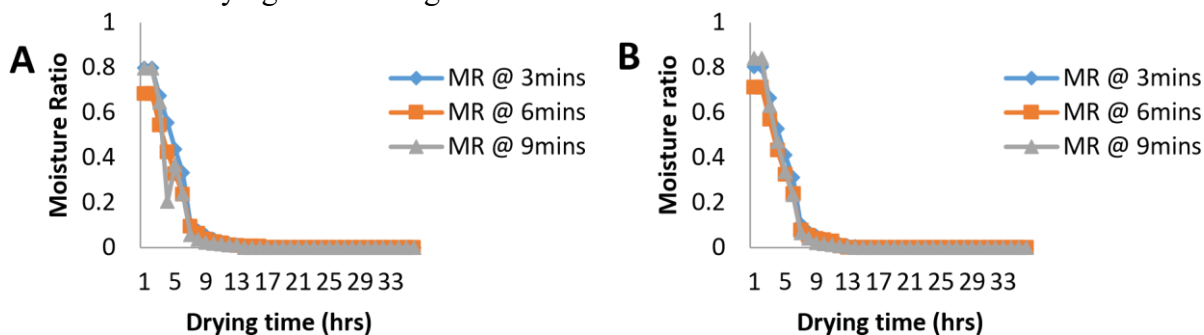 A
Moisture Ratio
1
0.8
0.6
0.4
0.2
0
1 5 9 13 17 21 25 29 33
Drying time (hrs)
MR @ 3mins
MR @ 6mins
MR @ 9mins
B
Moisture ratio
1
0.8
0.6
0.4
0.2
0
1 5 9 13 17 21 25 29 33
Drying time (hrs)
MR @ 3mins
MR @ 6mins
MR @ 9mins